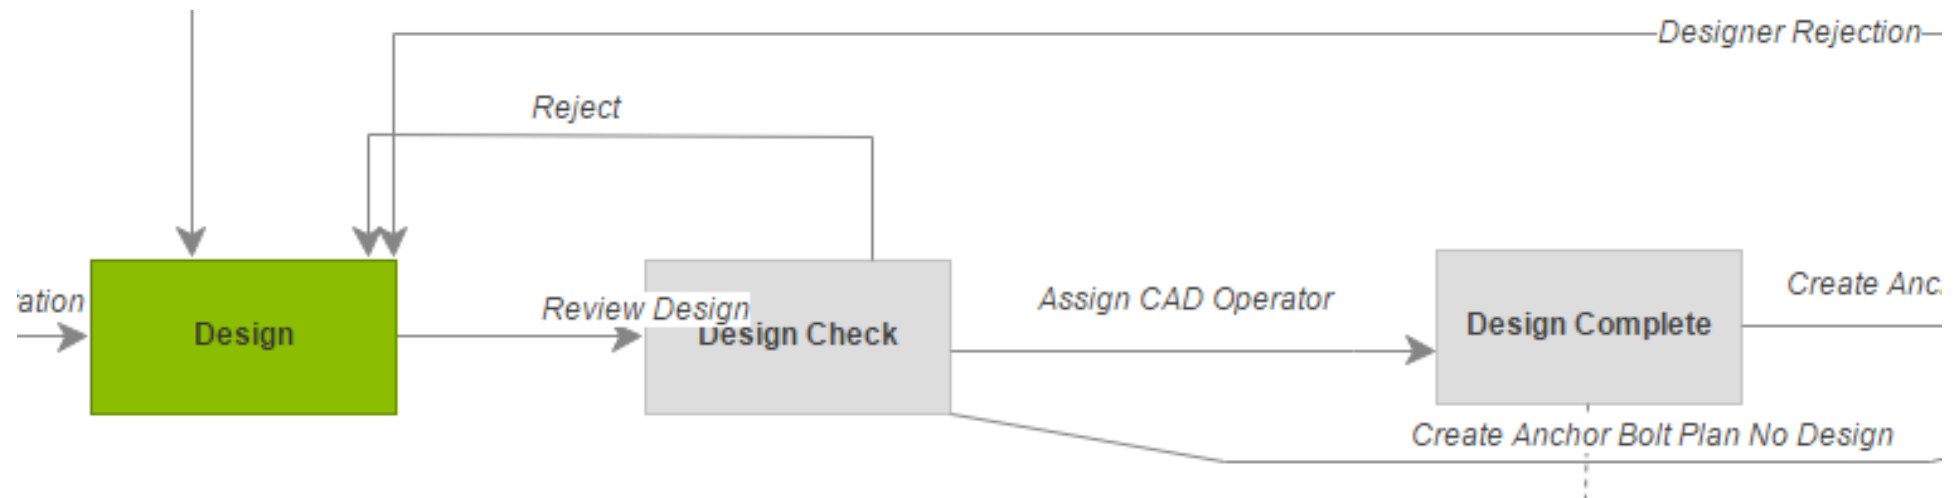 Designer Rejection
Reject
Create Anc
ation
Review Design
Assign CAD Operator
Design
Design Check
Design Complete
Create Anchor Bolt Plan No Design